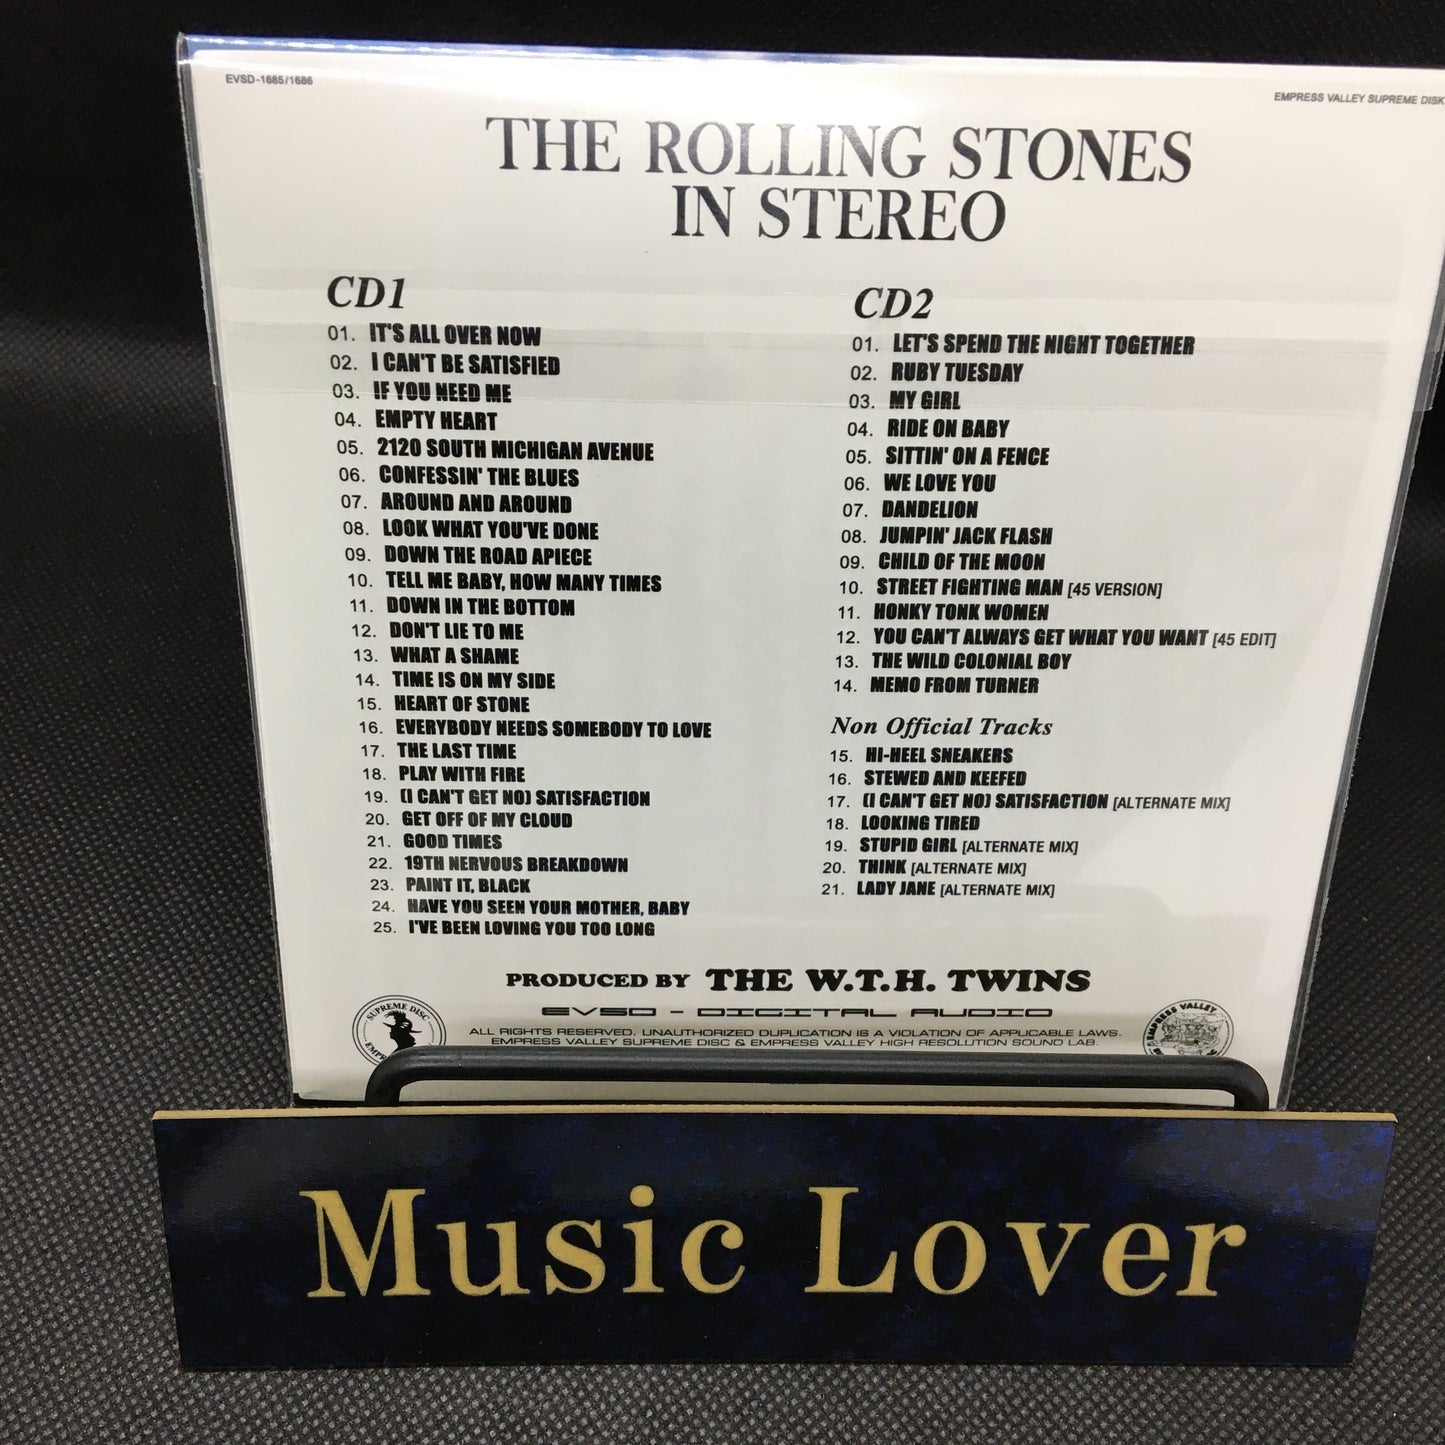 EVSD-1685/1686
EMPRESS VALLEY SUPREME DISK
THE ROLLING STONES
IN STEREO
CD1
01. IT'S ALL OVER NOW
02. I CAN'T BE SATISFIED
03. IF YOU NEED ME
04. EMPTY HEART
05. 2120 SOUTH MICHIGAN AVENUE
06. CONFESSIN' THE BLUES
07. AROUND AND AROUND
08. LOOK WHAT YOU'VE DONE
09. DOWN THE ROAD APIECE
10. TELL ME BABY, HOW MANY TIMES
11. DOWN IN THE BOTTOM
12. DON'T LIE TO ME
13. WHAT A SHAME
14. TIME IS ON MY SIDE
15. HEART OF STONE
16. EVERYBODY NEEDS SOMEBODY TO LOVE
17. THE LAST TIME
18. PLAY WITH FIRE
19. (I CAN'T GET NO) SATISFACTION
20. GET OFF OF MY CLOUD
21. GOOD TIMES
22. 19TH NERVOUS BREAKDOWN
23. PAINT IT, BLACK
24. HAVE YOU SEEN YOUR MOTHER, BABY
25. I'VE BEEN LOVING YOU TOO LONG
CD2
01. LET'S SPEND THE NIGHT TOGETHER
02. RUBY TUESDAY
03. MY GIRL
04. RIDE ON BABY
05. SITTIN' ON A FENCE
06. WE LOVE YOU
07. DANDELION
08. JUMPIN' JACK FLASH
09. CHILD OF THE MOON
10. STREET FIGHTING MAN [45 VERSION]
11. HONKY TONK WOMEN
12. YOU CAN'T ALWAYS GET WHAT YOU WANT [45 EDIT]
13. THE WILD COLONIAL BOY
14. MEMO FROM TURNER
Non Official Tracks
15. HI-HEEL SNEAKERS
16. STEWED AND KEEFED
17. (I CAN'T GET NO) SATISFACTION [ALTERNATE MIX]
18. LOOKING TIRED
19. STUPID GIRL [ALTERNATE MIX]
20. THINK [ALTERNATE MIX]
21. LADY JANE [ALTERNATE MIX]
PRODUCED BY THE W.T.H. TWINS
EVSD - DIGITAL AUDIO
ALL RIGHTS RESERVED. UNAUTHORIZED DUPLICATION IS A VIOLATION OF APPLICABLE LAWS.
EMPRESS VALLEY SUPREME DISC & EMPRESS VALLEY HIGH RESOLUTION SOUND LAB.
SUPREME DISC
EMPRESS VALLEY
Music Lover